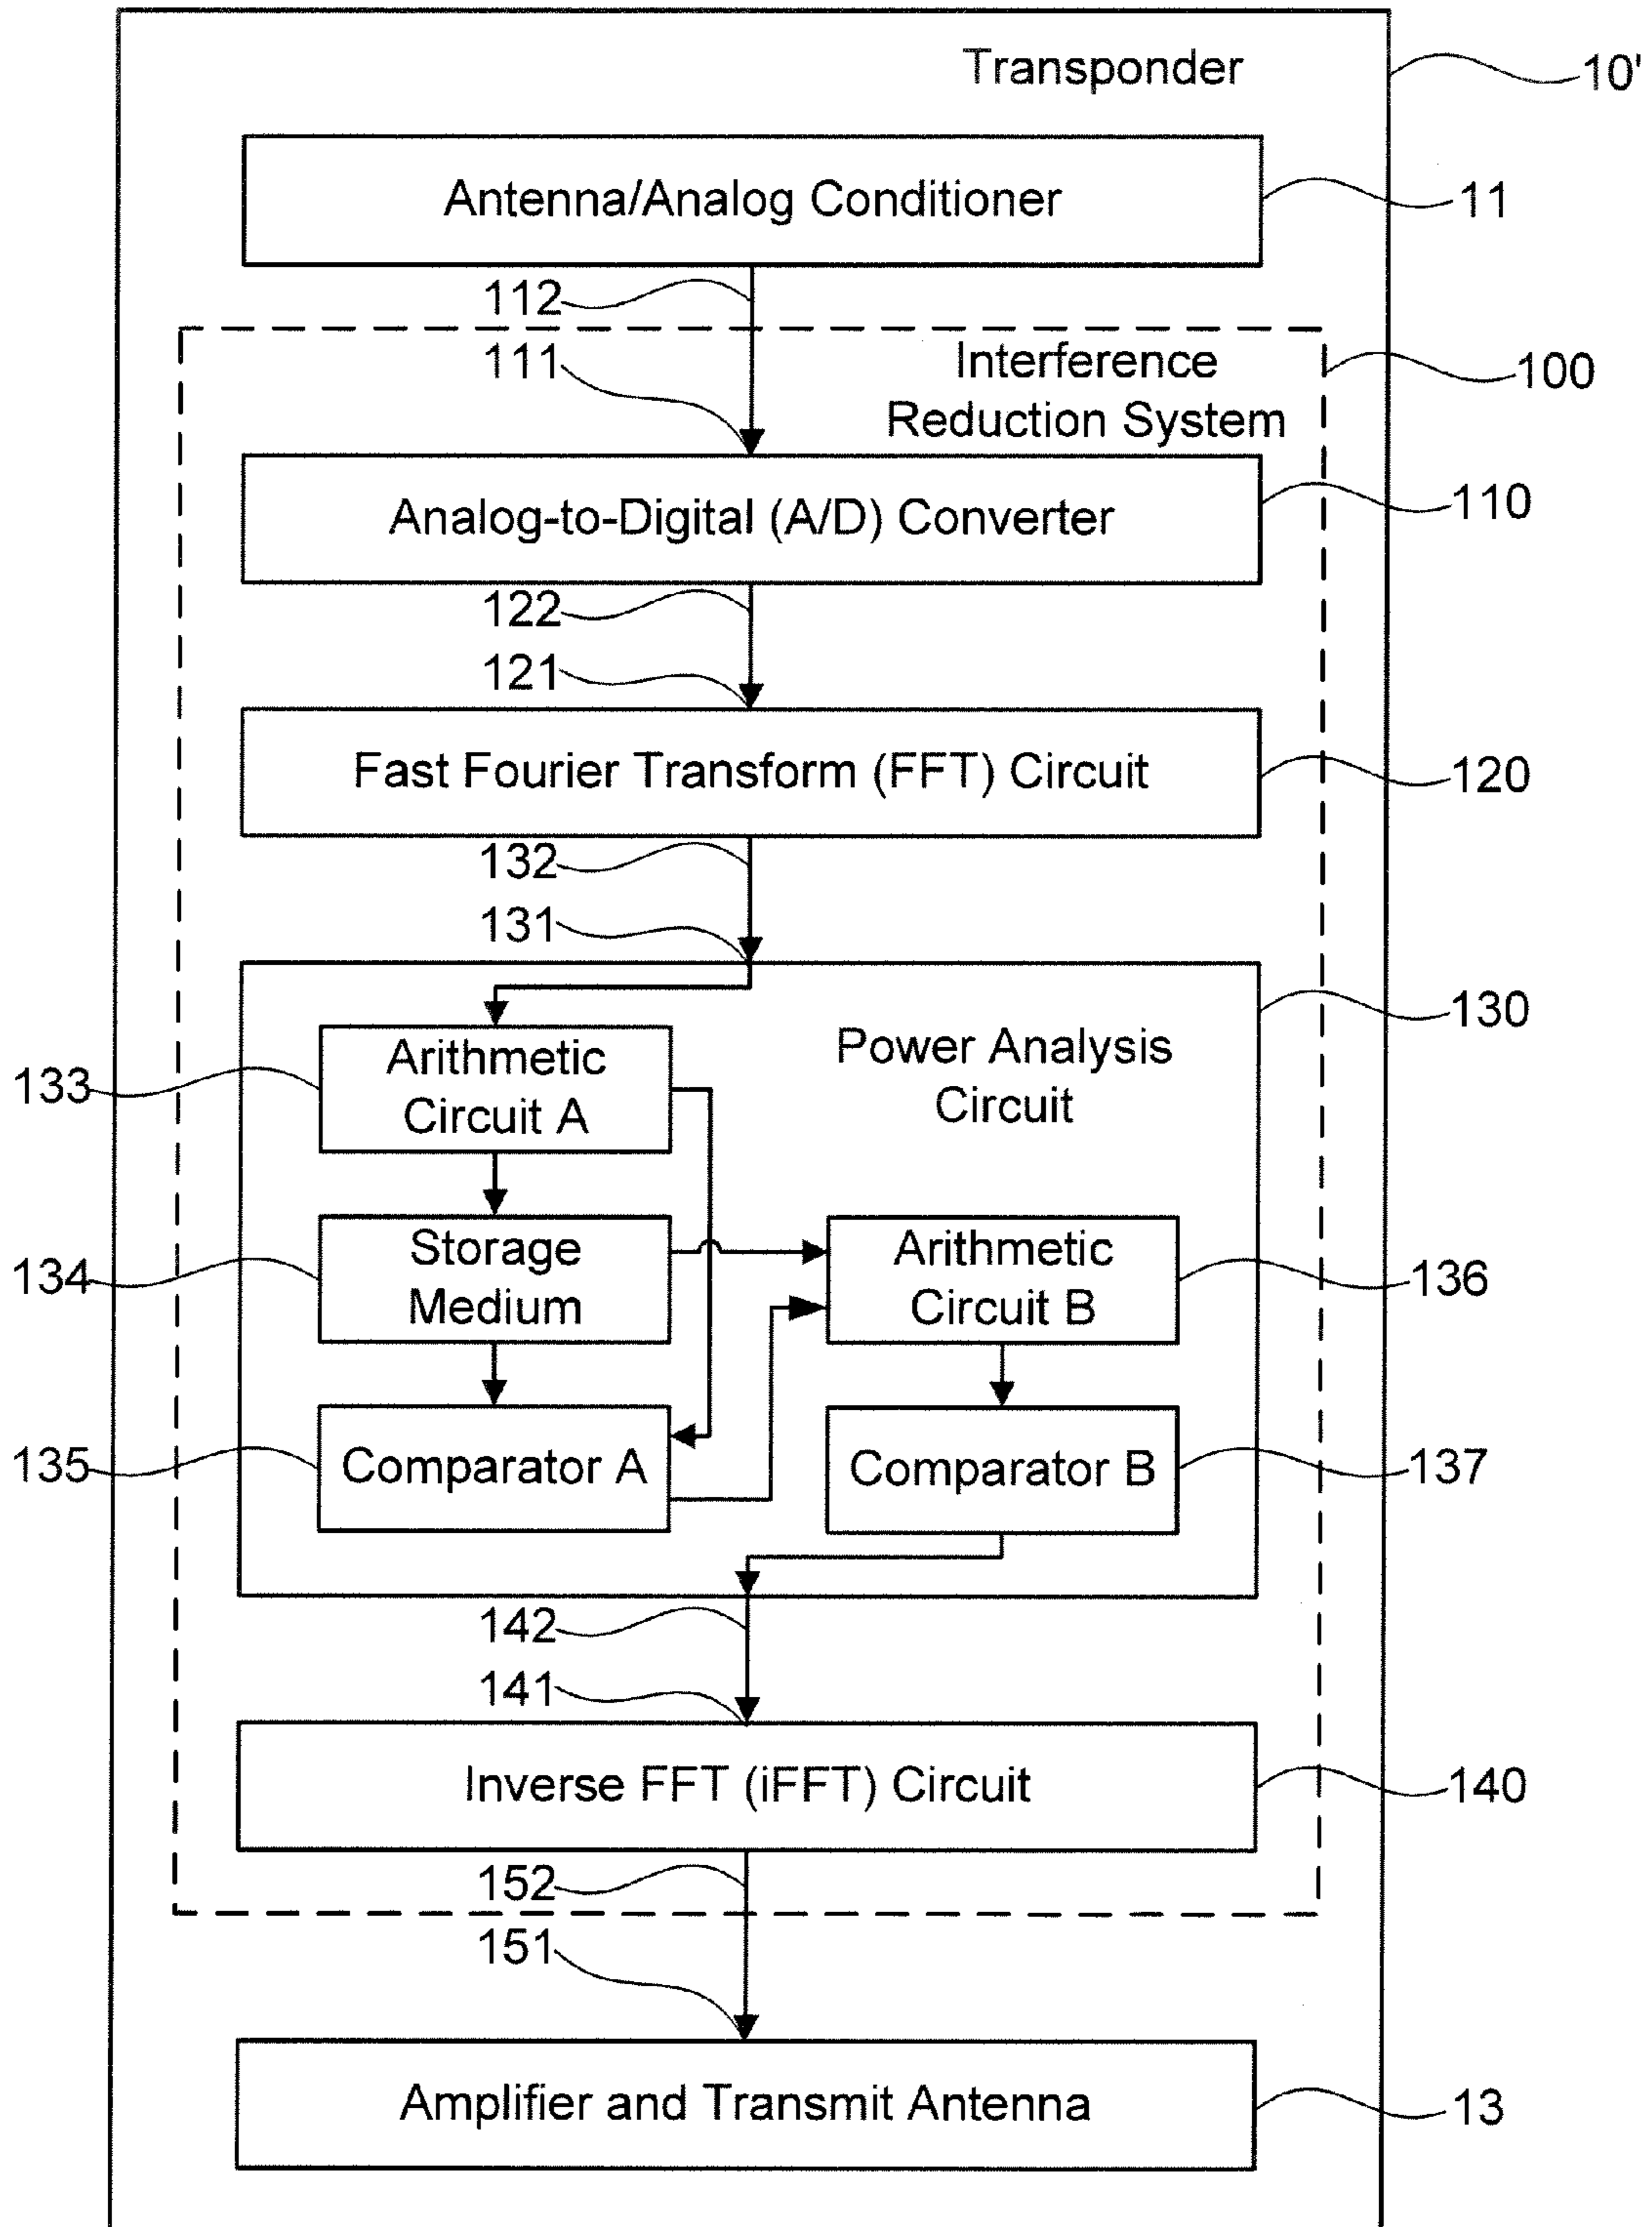 Transponder
10'
Antenna/Analog Conditioner
11
112
111
Interference
Reduction System
100
Analog-to-Digital (A/D) Converter
110
122
121
Fast Fourier Transform (FFT) Circuit
120
132
131
130
Power Analysis
Circuit
133
Arithmetic
Circuit A
134
Storage
Medium
Arithmetic
Circuit B
136
135
Comparator A
Comparator B
137
142
141
Inverse FFT (iFFT) Circuit
140
152
151
Amplifier and Transmit Antenna
13